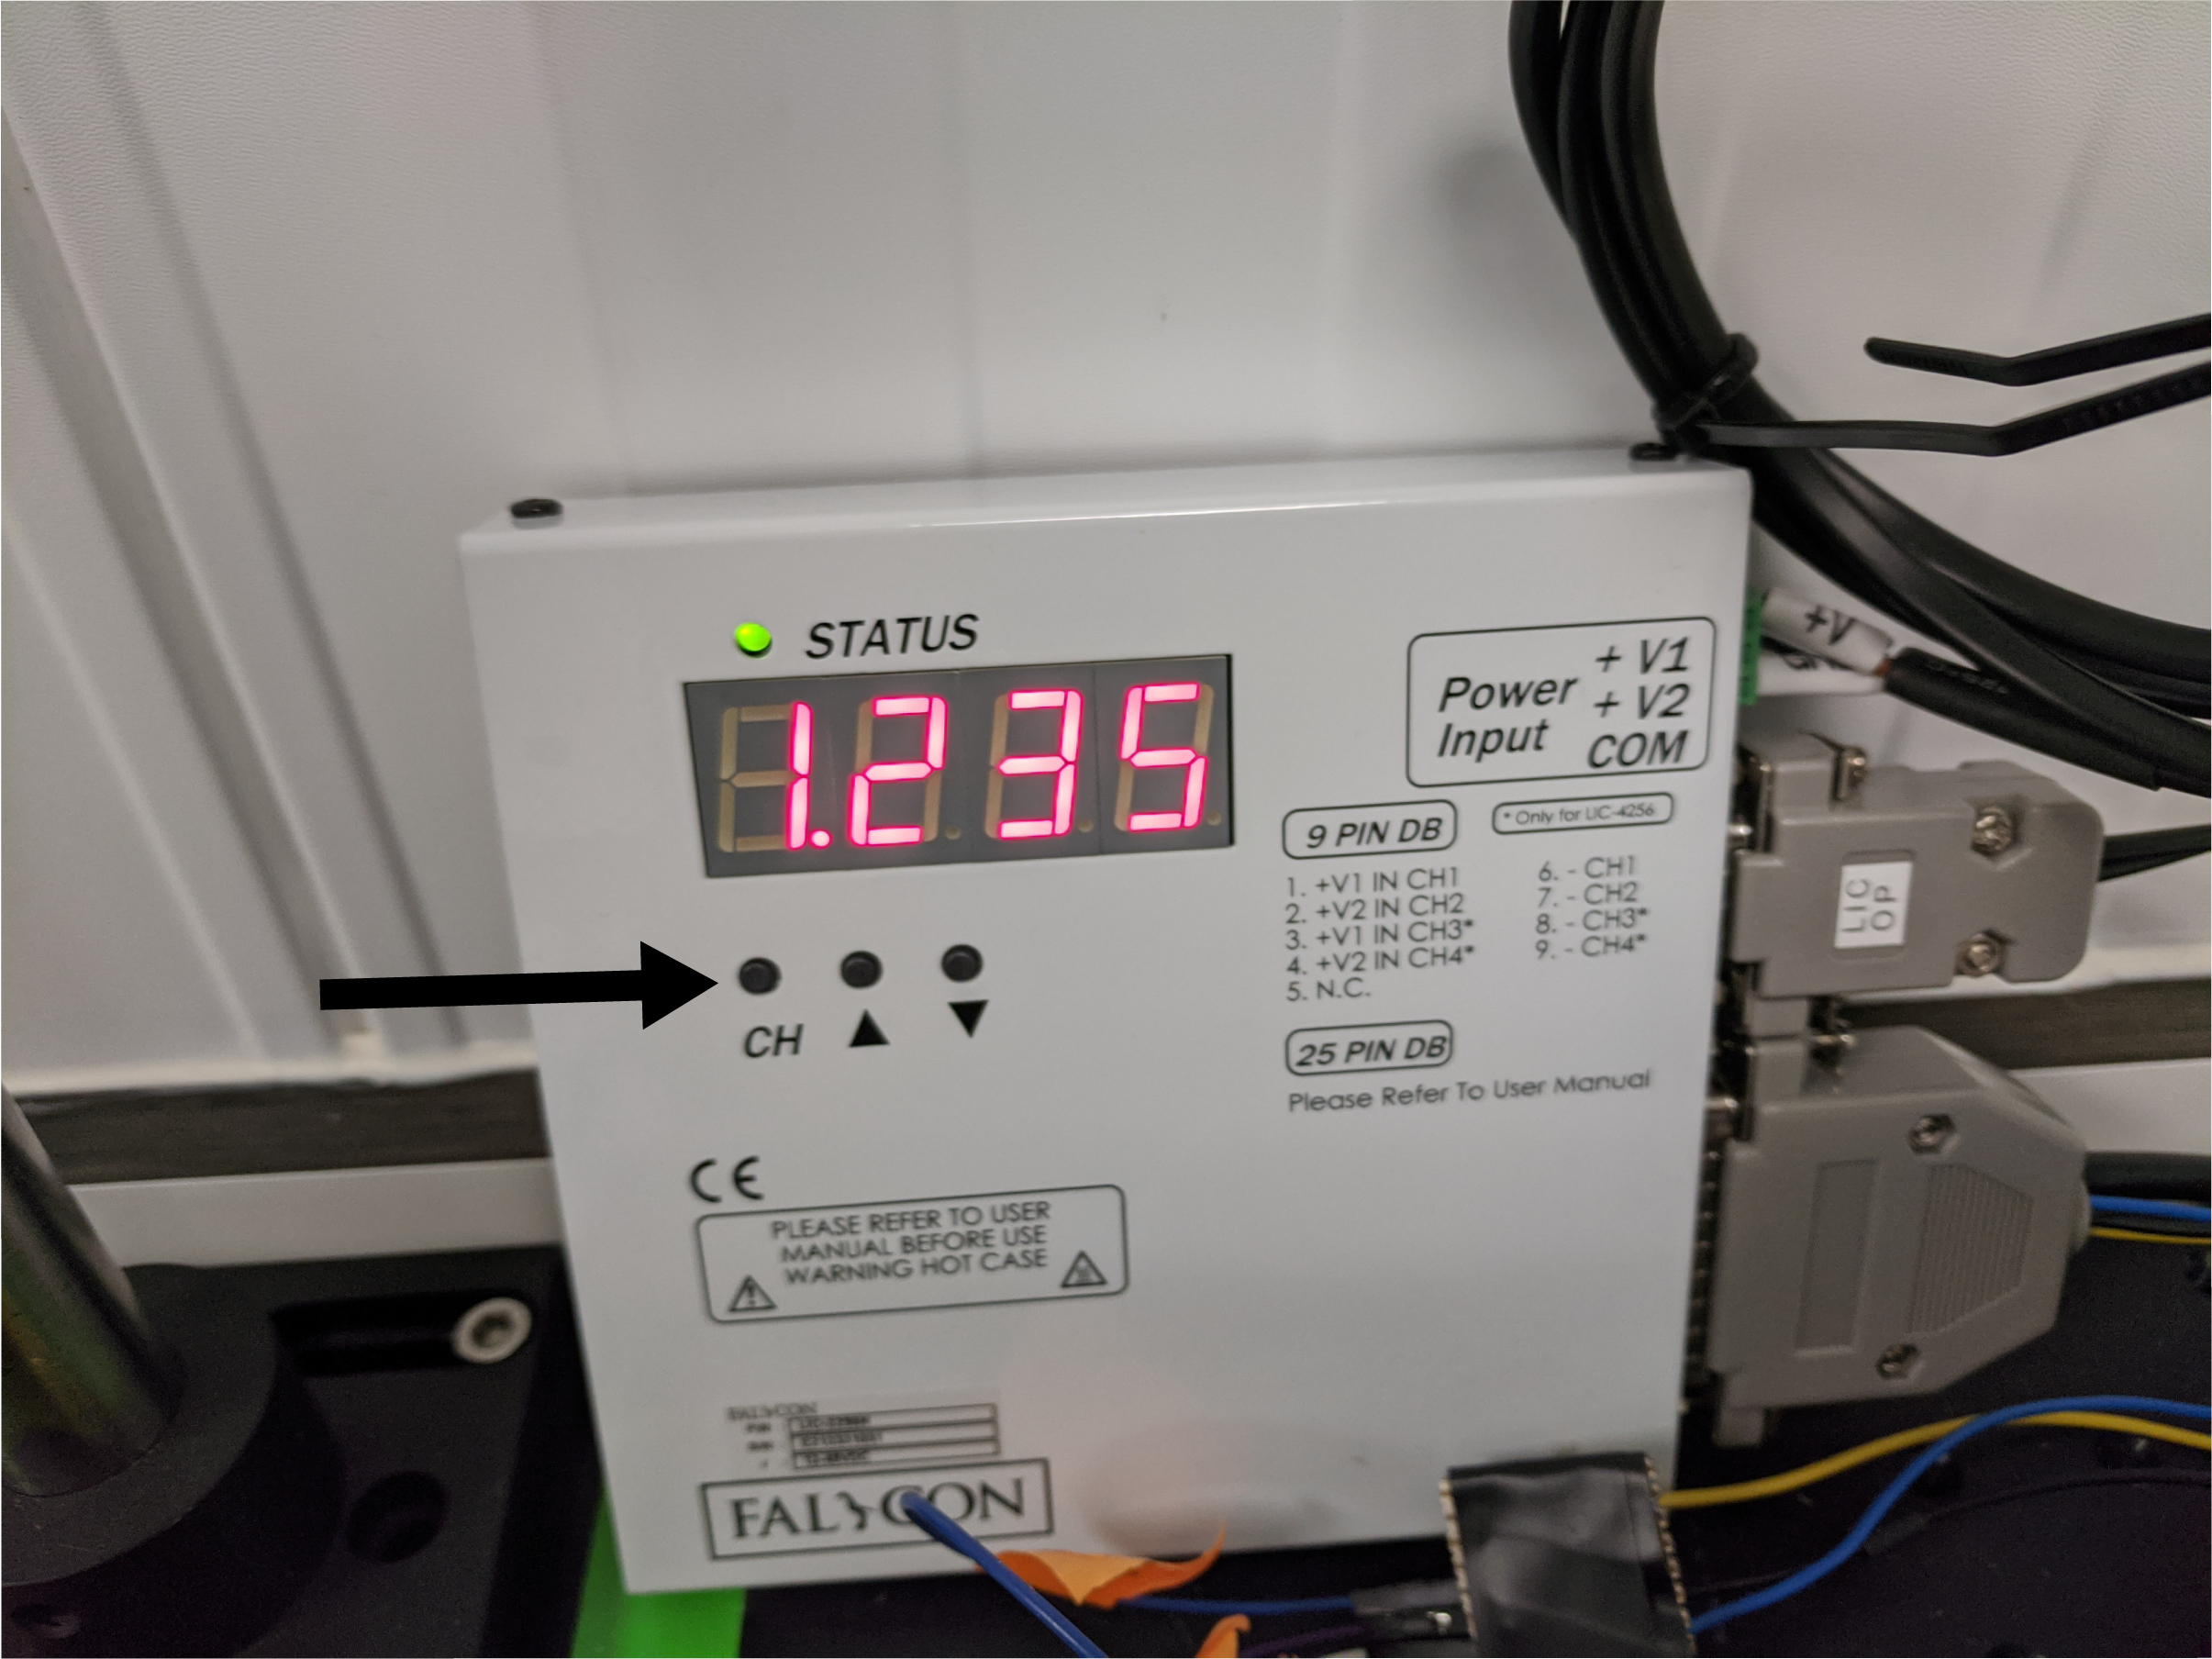 STATUS
1.235
CH ▲ ▼
Power Input
+ V1
+ V2
COM
9 PIN DB
* Only for LIC-4256
1. +V1 IN CH1
2. +V2 IN CH2
3. +V1 IN CH3*
4. +V2 IN CH4*
5. N.C.
6. - CH1
7. - CH2
8. - CH3*
9. - CH4*
25 PIN DB
Please Refer To User Manual
CE
PLEASE REFER TO USER
MANUAL BEFORE USE
WARNING HOT CASE
FALCON
FALCON
+V
LIC
OP